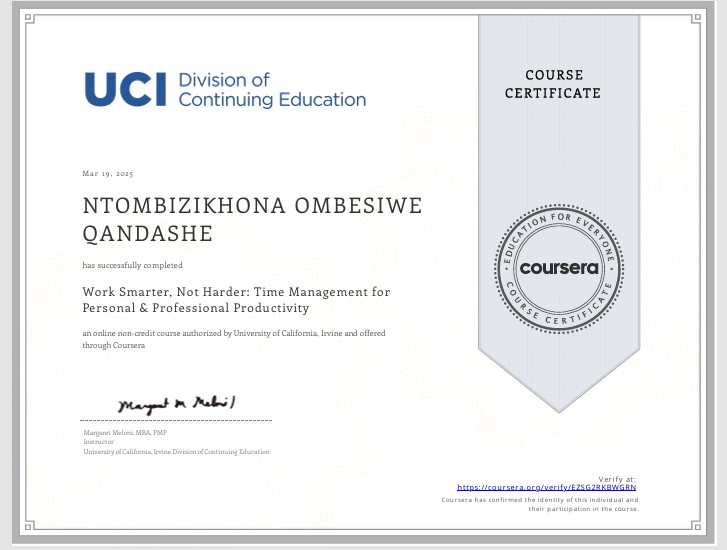 UCI Division of
Continuing Education
COURSE
CERTIFICATE
Mar 19, 2025
NTOMBIZIKHONA OMBESIWE
QANDASHE
has successfully completed
Work Smarter, Not Harder: Time Management for
Personal & Professional Productivity
an online non-credit course authorized by University of California, Irvine and offered
through Coursera
EDUCATION FOR EVERYONE
coursera
COURSE CERTIFICATE
Margaret M Meloni
Margaret Meloni, MBA, PMP
Instructor
University of California, Irvine Division of Continuing Education
Verify at:
https://coursera.org/verify/EZSG2RKBWGRN
Coursera has confirmed the identity of this individual and
their participation in the course.